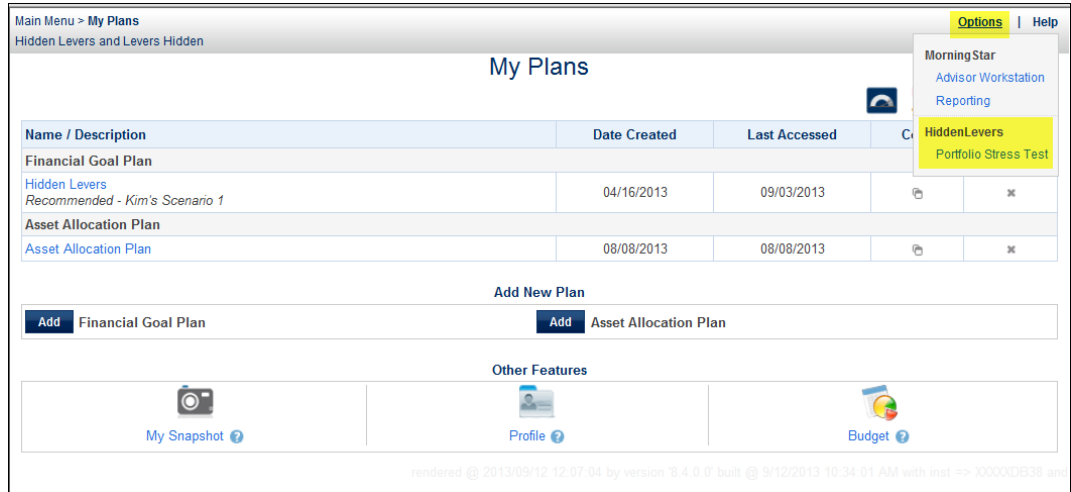 Main Menu > My Plans
Options | Help
Hidden Levers and Levers Hidden
MorningStar
Advisor Workstation
Reporting
HiddenLevers
Portfolio Stress Test
My Plans
Name / Description Date Created Last Accessed
Financial Goal Plan
Hidden Levers 04/16/2013 09/03/2013
Recommended - Kim's Scenario 1
Asset Allocation Plan
Asset Allocation Plan 08/08/2013 08/08/2013
Add New Plan
Add Financial Goal Plan Add Asset Allocation Plan
Other Features
My Snapshot ? Profile ? Budget ?
rendered @ 2013/09/12 12:07:04 by version '8.4.0.0' built @ 9/12/2013 10:34:01 AM with inst => XXXXXDB38 and